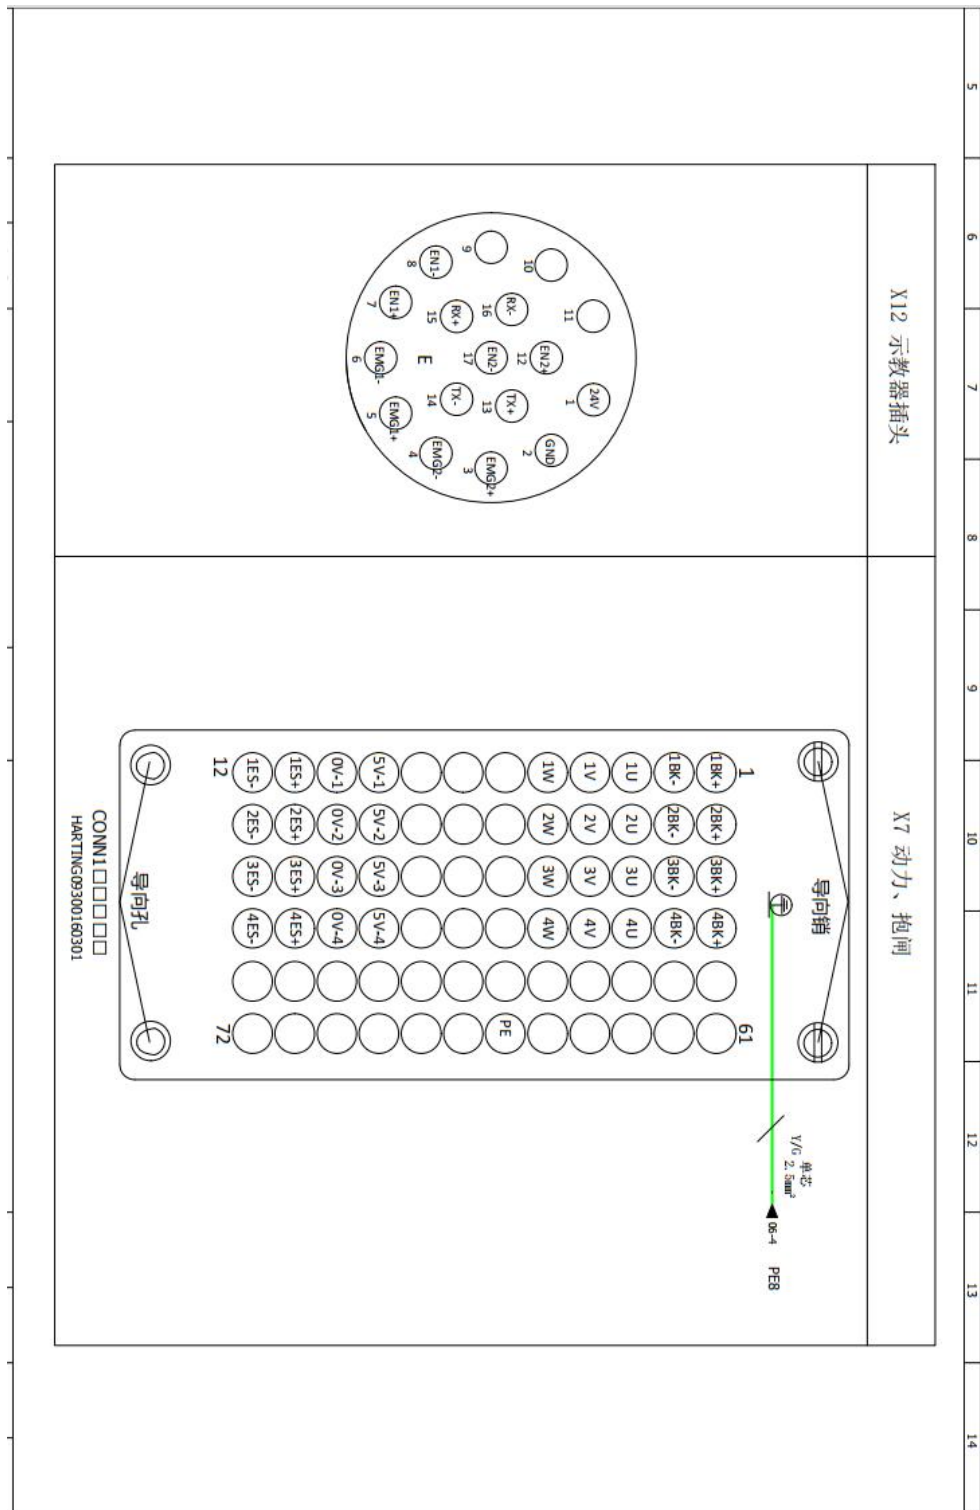 5 6 7 8 9 10 11 12 13 14
X12 示教器插头
X7 动力、抱闸
11
24V
1
10
GND
2
EN2+
12
RX-
16
TX+
13
9
EN2-
17
EMG2+
3
RX+
15
TX-
14
EN1-
8
EMG2-
4
E
EN1+
7
EMG1+
5
EMG1-
6
导向销
Y/G 单芯
2.5mm²
06-4 PE8
1 61
1BK+ 2BK+ 3BK+ 4BK+
1BK- 2BK- 3BK- 4BK-
1U 2U 3U 4U
1V 2V 3V 4V
1W 2W 3W 4W
PE
5V-1 5V-2 5V-3 5V-4
0V-1 0V-2 0V-3 0V-4
1ES+ 2ES+ 3ES+ 4ES+
1ES- 2ES- 3ES- 4ES-
12 72
导向孔
CONN1□□□□□
HARTING09300160301